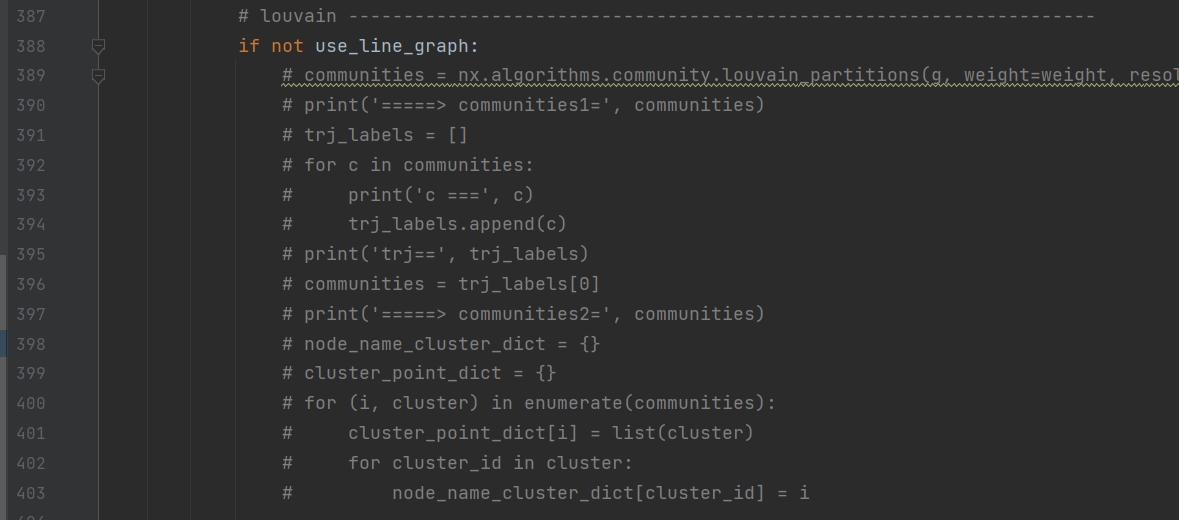 387 # louvain --------------------------------------------------------------------
388 if not use_line_graph:
389 # communities = nx.algorithms.community.louvain_partitions(g, weight=weight, resol
390 # print('=====> communities1=', communities)
391 # trj_labels = []
392 # for c in communities:
393 #     print('c ===', c)
394 #     trj_labels.append(c)
395 # print('trj==', trj_labels)
396 # communities = trj_labels[0]
397 # print('=====> communities2=', communities)
398 # node_name_cluster_dict = {}
399 # cluster_point_dict = {}
400 # for (i, cluster) in enumerate(communities):
401 #     cluster_point_dict[i] = list(cluster)
402 #     for cluster_id in cluster:
403 #         node_name_cluster_dict[cluster_id] = i